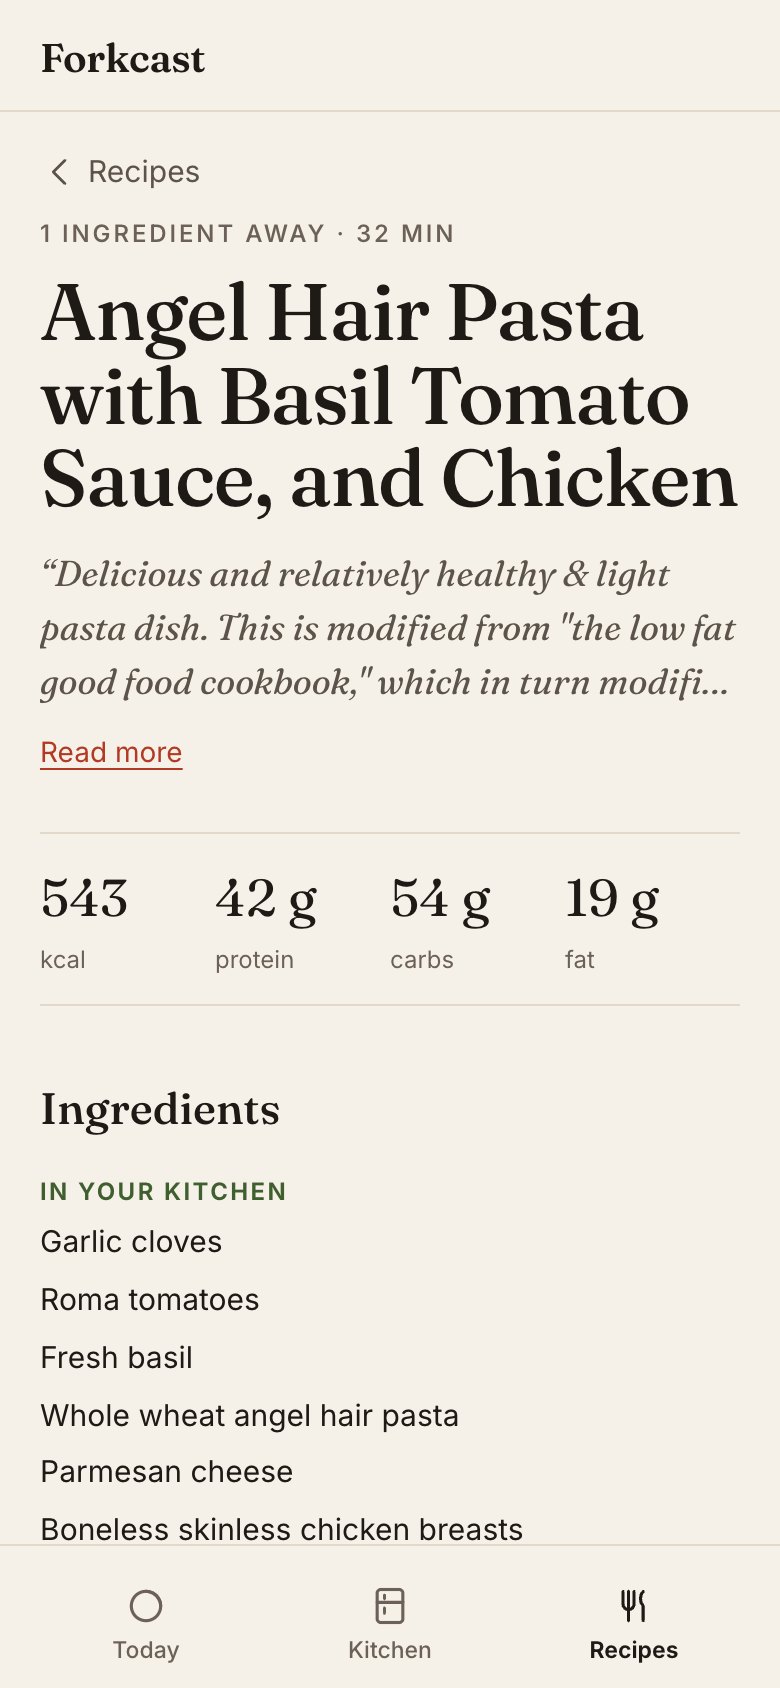 Forkcast
Recipes
1 INGREDIENT AWAY · 32 MIN
Angel Hair Pasta
with Basil Tomato
Sauce, and Chicken
“Delicious and relatively healthy & light
pasta dish. This is modified from "the low fat
good food cookbook," which in turn modifi...
Read more
543 42 g 54 g 19 g
kcal protein carbs fat
Ingredients
IN YOUR KITCHEN
Garlic cloves
Roma tomatoes
Fresh basil
Whole wheat angel hair pasta
Parmesan cheese
Boneless skinless chicken breasts
Today Kitchen Recipes